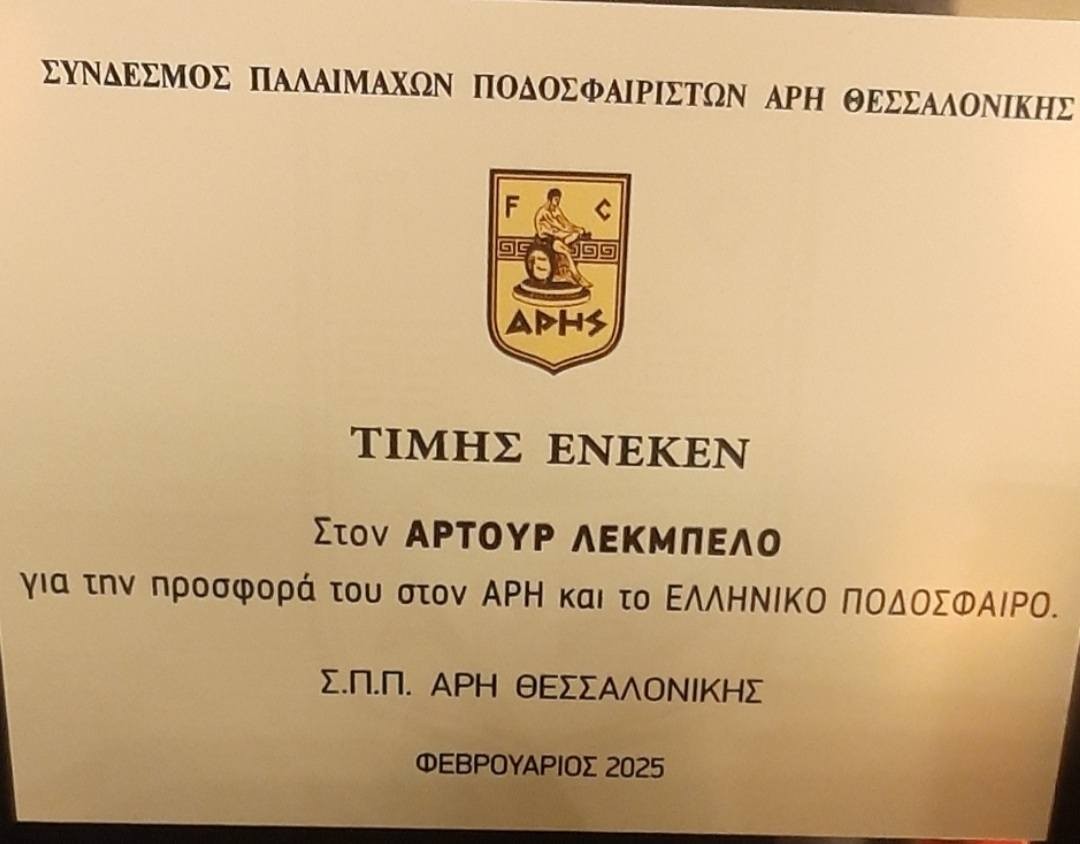 ΣΥΝΔΕΣΜΟΣ ΠΑΛΑΙΜΑΧΩΝ ΠΟΔΟΣΦΑΙΡΙΣΤΩΝ ΑΡΗ ΘΕΣΣΑΛΟΝΙΚΗΣ
F C
ΑΡΗS
ΤΙΜΗΣ ΕΝΕΚΕΝ
Στον ΑΡΤΟΥΡ ΛΕΚΜΠΕΛΟ
για την προσφορά του στον ΑΡΗ και το ΕΛΛΗΝΙΚΟ ΠΟΔΟΣΦΑΙΡΟ.
Σ.Π.Π. ΑΡΗ ΘΕΣΣΑΛΟΝΙΚΗΣ
ΦΕΒΡΟΥΑΡΙΟΣ 2025